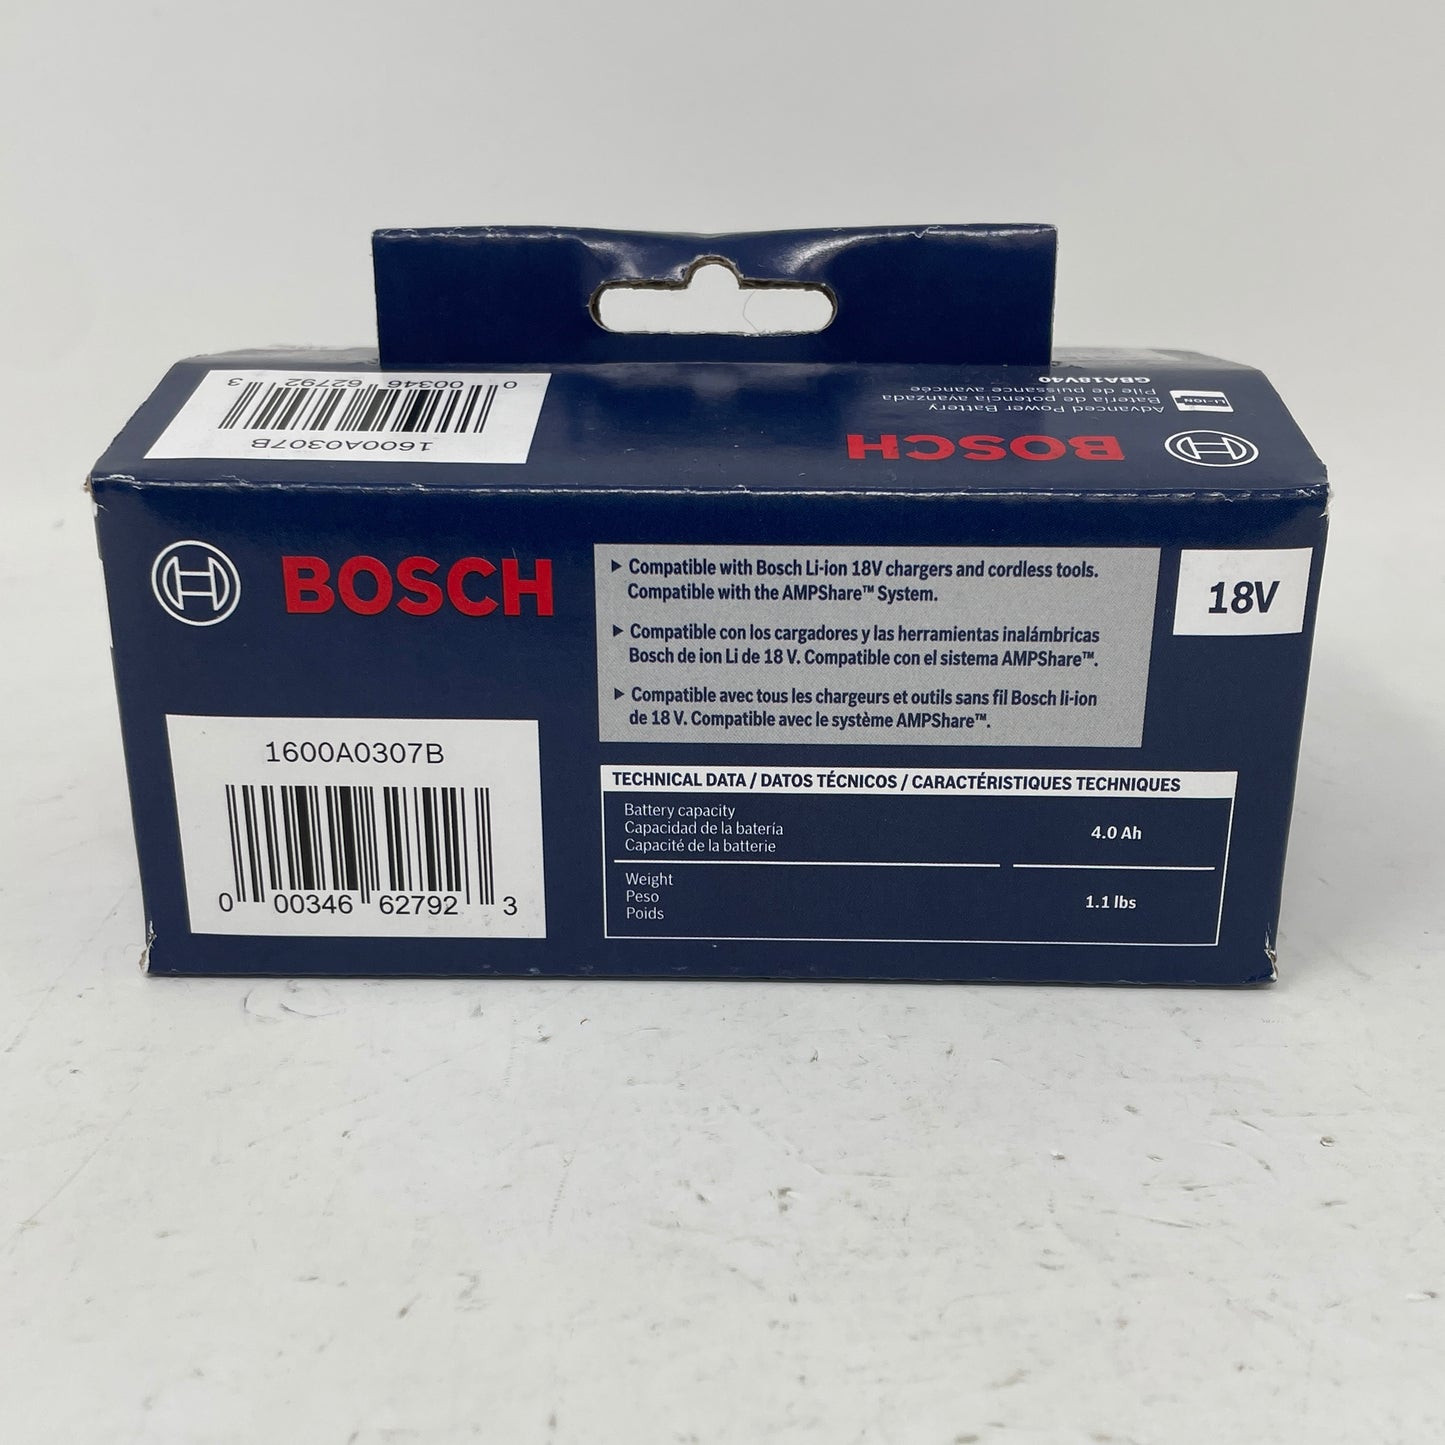 0 00346 62792 3
1600A0307B
Advanced Power Battery
Batería de potencia avanzada
Pile de puissance avancée
GBA18V40
LI-ION
BOSCH
BOSCH
▶ Compatible with Bosch Li-ion 18V chargers and cordless tools.
Compatible with the AMPShare™ System.
▶ Compatible con los cargadores y las herramientas inalámbricas
Bosch de ion Li de 18 V. Compatible con el sistema AMPShare™.
▶ Compatible avec tous les chargeurs et outils sans fil Bosch li-ion
de 18 V. Compatible avec le système AMPShare™.
18V
1600A0307B
0 00346 62792 3
TECHNICAL DATA / DATOS TÉCNICOS / CARACTÉRISTIQUES TECHNIQUES
Battery capacity
Capacidad de la batería
Capacité de la batterie
4.0 Ah
Weight
Peso
Poids
1.1 lbs